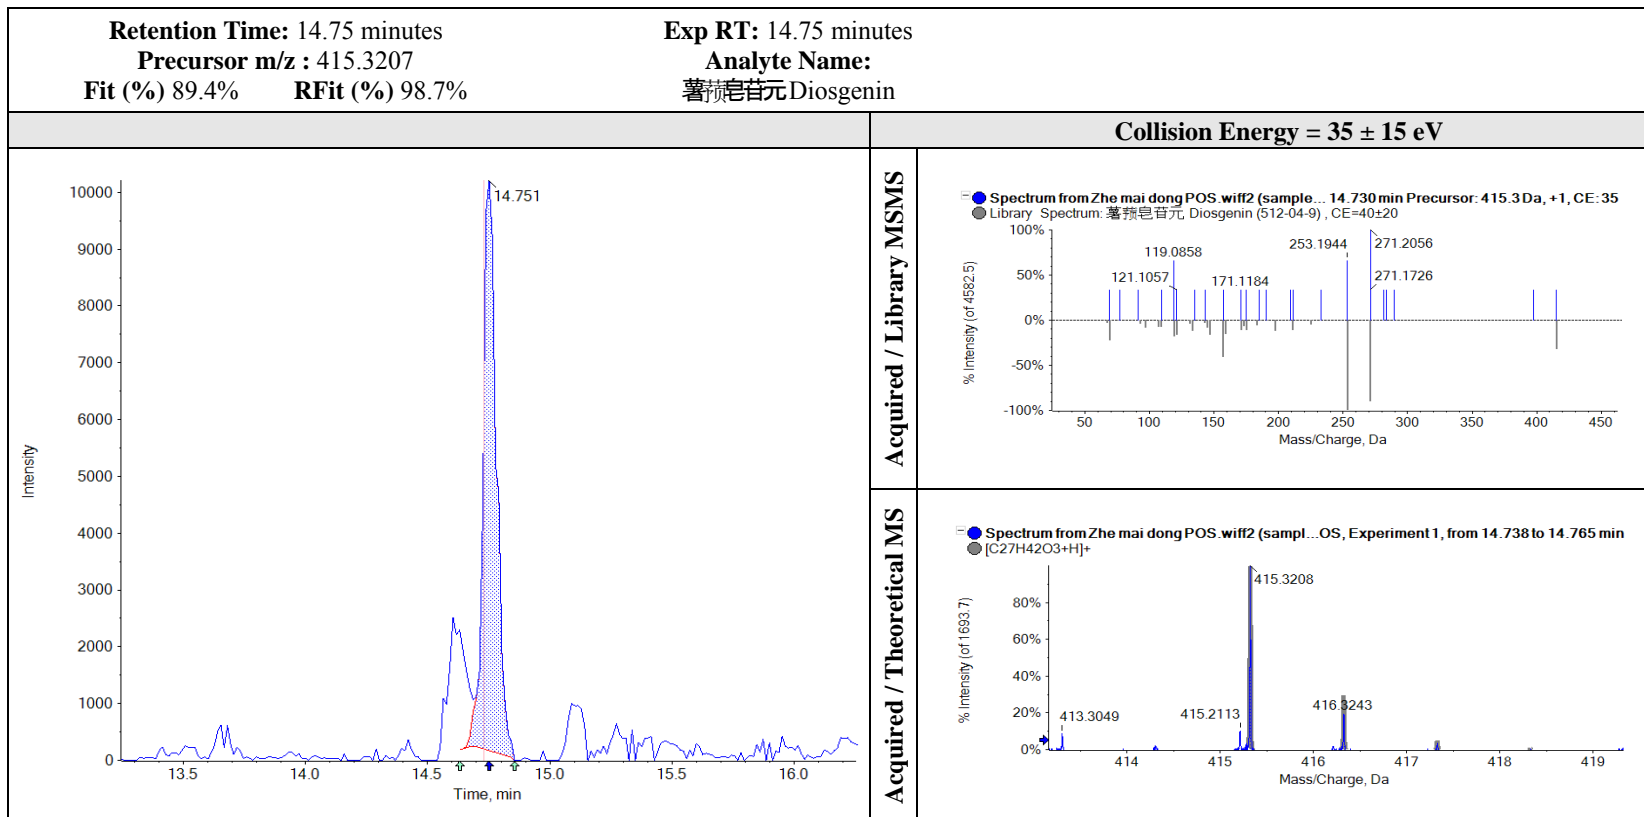 Retention Time: 14.75 minutes
Precursor m/z : 415.3207
Fit (%) 89.4% RFit (%) 98.7%
Exp RT: 14.75 minutes
Analyte Name:
薯蓣皂苷元Diosgenin
Collision Energy = 35 ± 15 eV
14.751
10000
9000
8000
7000
6000
5000
4000
3000
2000
1000
0
Intensity
13.5 14.0 14.5 15.0 15.5 16.0
Time, min
Acquired / Library MSMS
Spectrum from Zhe mai dong POS.wiff2 (sample... 14.730 min Precursor: 415.3 Da, +1, CE: 35
Library Spectrum: 薯蓣皂苷元 Diosgenin (512-04-9) , CE=40±20
100%
50%
0%
-50%
-100%
% Intensity (of 4582.5)
119.0858
121.1057
171.1184
253.1944
271.2056
271.1726
50 100 150 200 250 300 350 400 450
Mass/Charge, Da
Acquired / Theoretical MS
Spectrum from Zhe mai dong POS.wiff2 (sampl...OS, Experiment 1, from 14.738 to 14.765 min
[C27H42O3+H]+
80%
60%
40%
20%
0%
% Intensity (of 1693.7)
413.3049
415.2113
415.3208
416.3243
414 415 416 417 418 419
Mass/Charge, Da